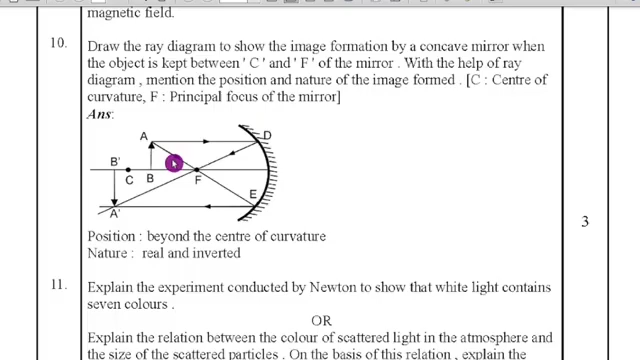 magnetic field.
10.
Draw the ray diagram to show the image formation by a concave mirror when
the object is kept between ' C ' and ' F ' of the mirror . With the help of ray
diagram , mention the position and nature of the image formed . [C : Centre of
curvature, F : Principal focus of the mirror]
Ans:
A
D
B'
C
B
F
E
A'
Position : beyond the centre of curvature
Nature : real and inverted
3
11.
Explain the experiment conducted by Newton to show that white light contains
seven colours .
OR
Explain the relation between the colour of scattered light in the atmosphere and
the size of the scattered particles . On the basis of this relation , explain the